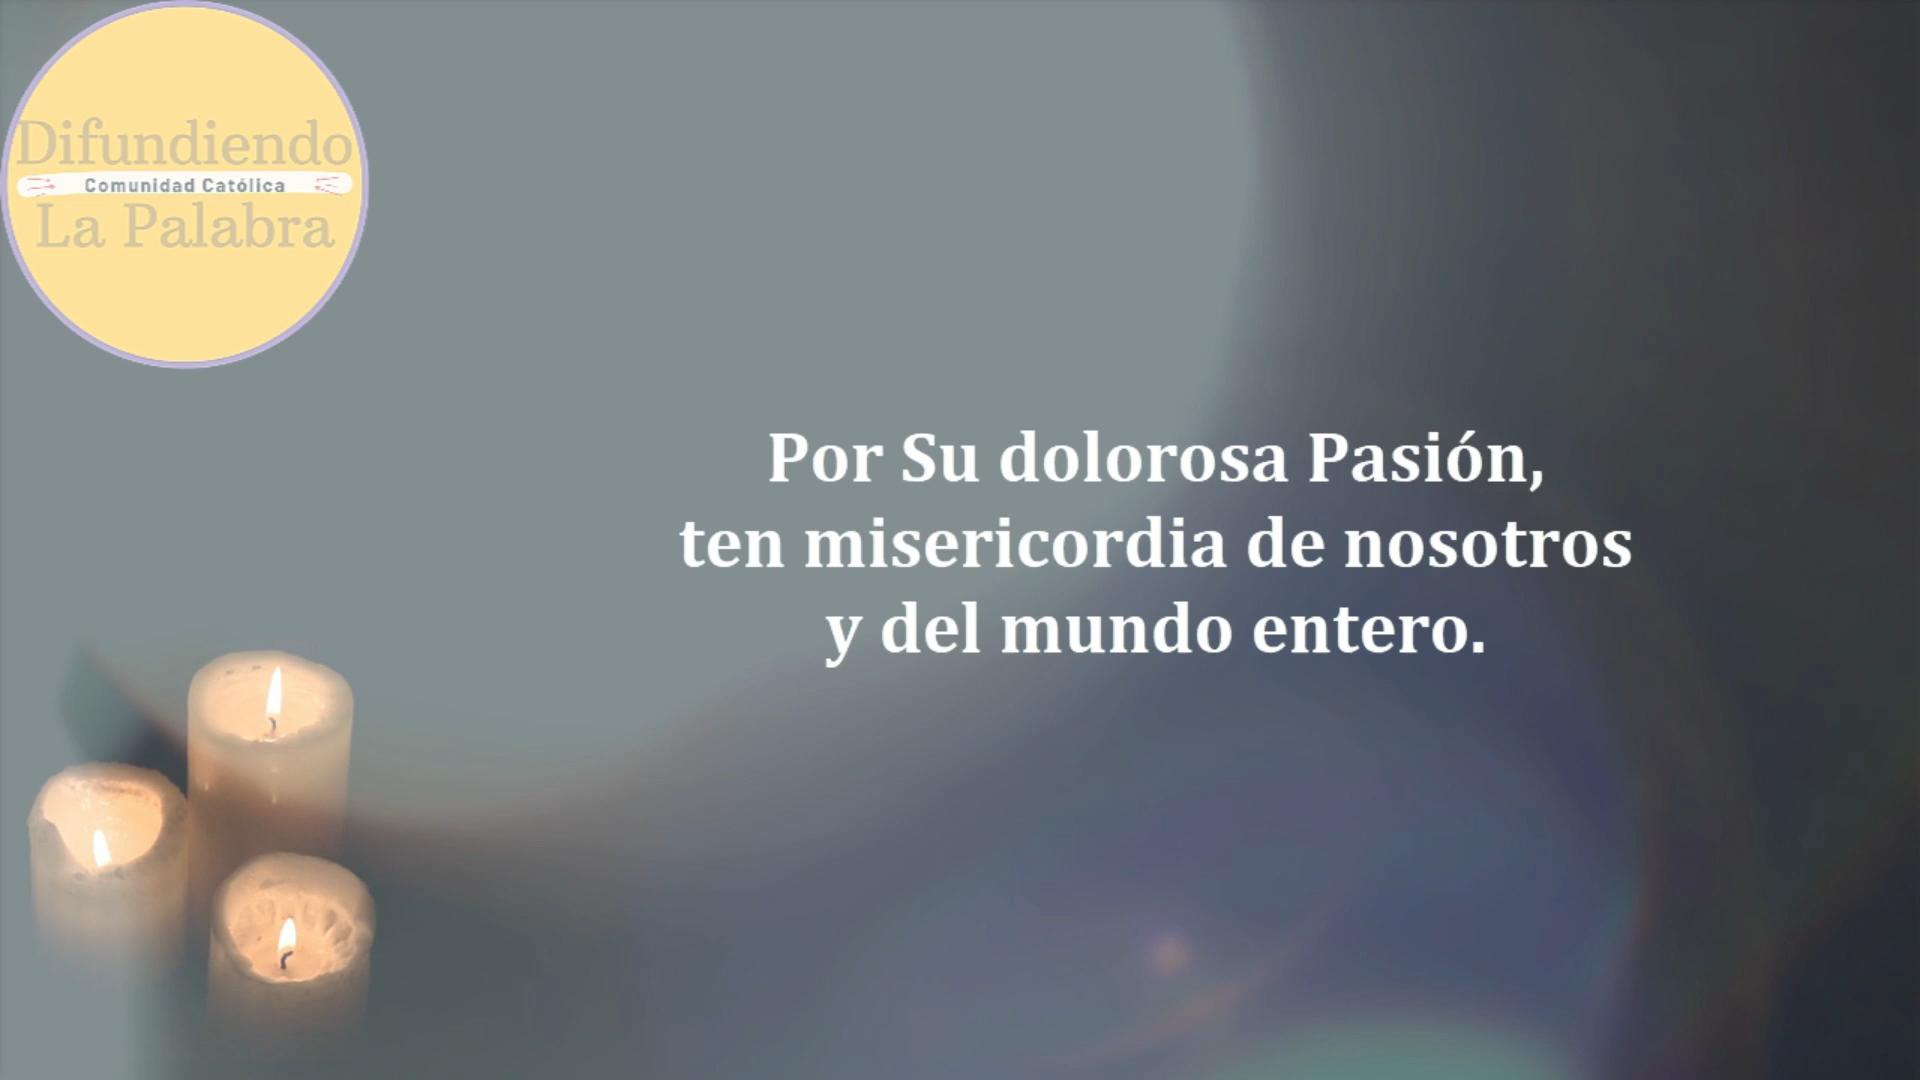 Difundiendo
Comunidad Católica
La Palabra
Por Su dolorosa Pasión,
ten misericordia de nosotros
y del mundo entero.